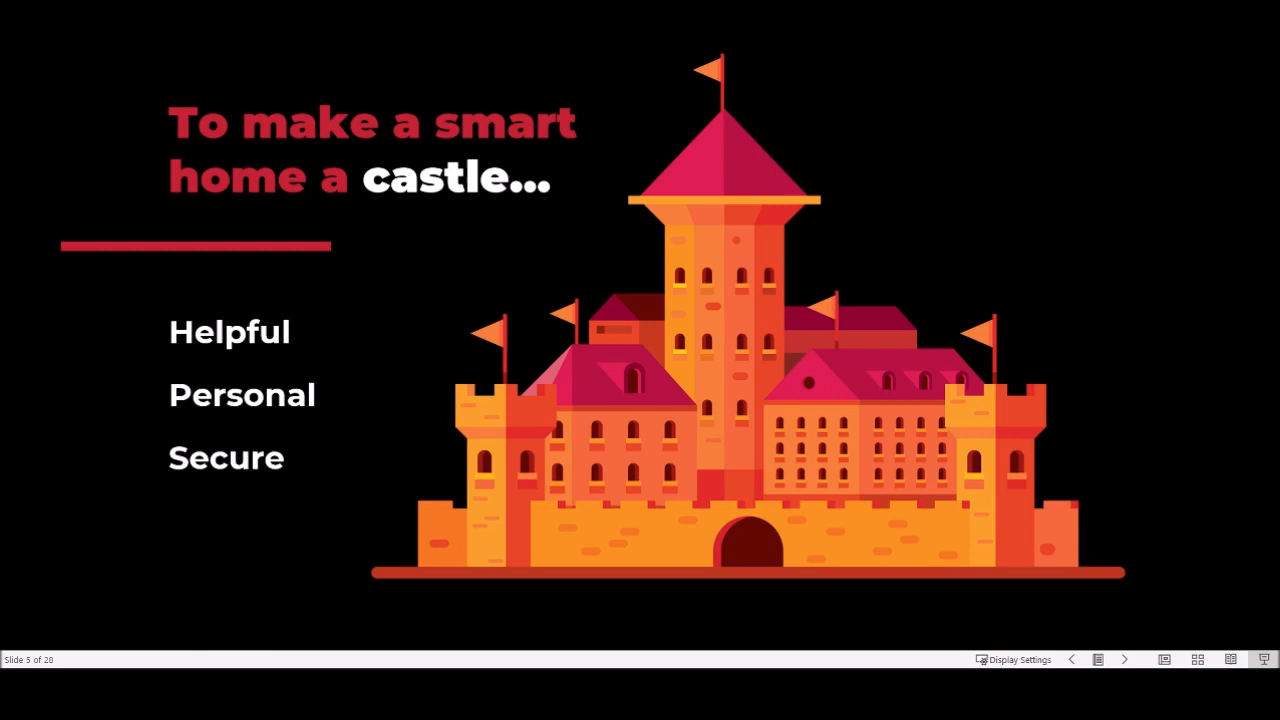 To make a smart
home a castle...
Helpful
Personal
Secure
Slide 5 of 28
Display Settings